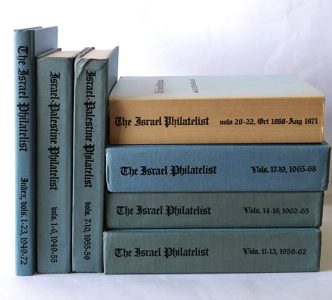 The Israel Philatelist
Index, vols. 1-23, 1949-72
Israel-Palestine Philatelist
vols. 1-6, 1949-55
Israel-Palestine Philatelist
vols. 7-10, 1955-59
The Israel Philatelist vols 20-22, Oct 1968-Aug 1971
The Israel Philatelist Vols. 17-19, 1965-68
The Israel Philatelist Vols. 14-16, 1962-65
The Israel Philatelist Vols. 11-13, 1959-62